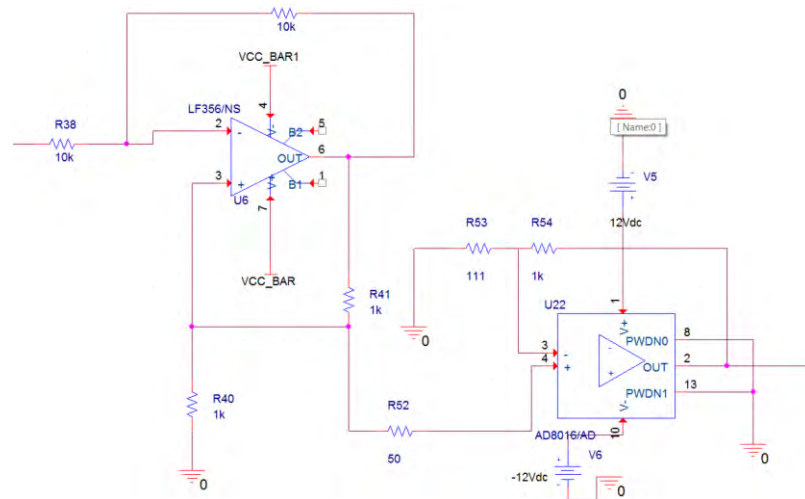 10k
VCC_BAR1
LF356/NS
4
5
V-
B2
R38
2
-
10k
OUT
6
3
+
V+
B1
1
U6
7
VCC_BAR
0
[ Name:0 ]
V5
12Vdc
R53
R54
111
1k
0
U22
1
V+
R41
1k
PWDN0
8
3
-
-
OUT
2
4
+
+
PWDN1
13
V-
R40
1k
R52
50
AD8016/AD
10
V6
0
0
-12Vdc
0